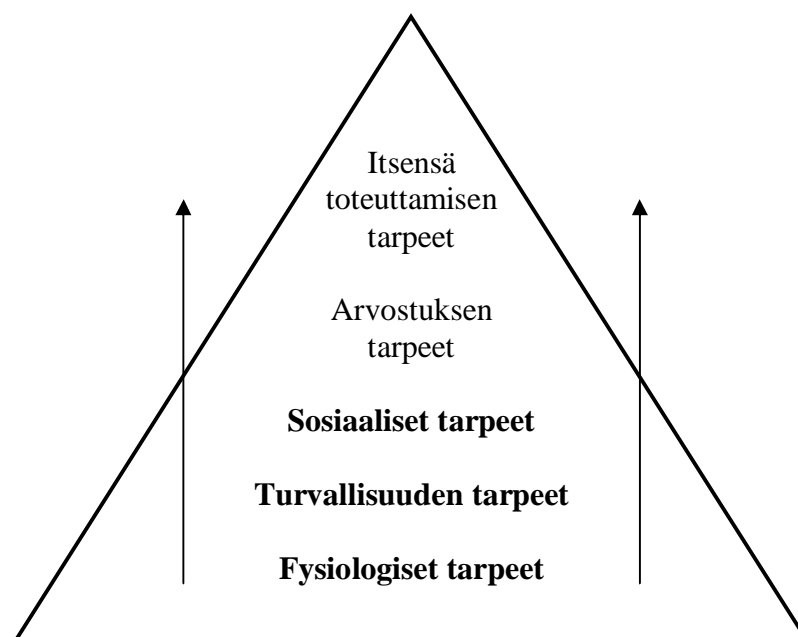 Itsensä
toteuttamisen
tarpeet
Arvostuksen
tarpeet
Sosiaaliset tarpeet
Turvallisuuden tarpeet
Fysiologiset tarpeet